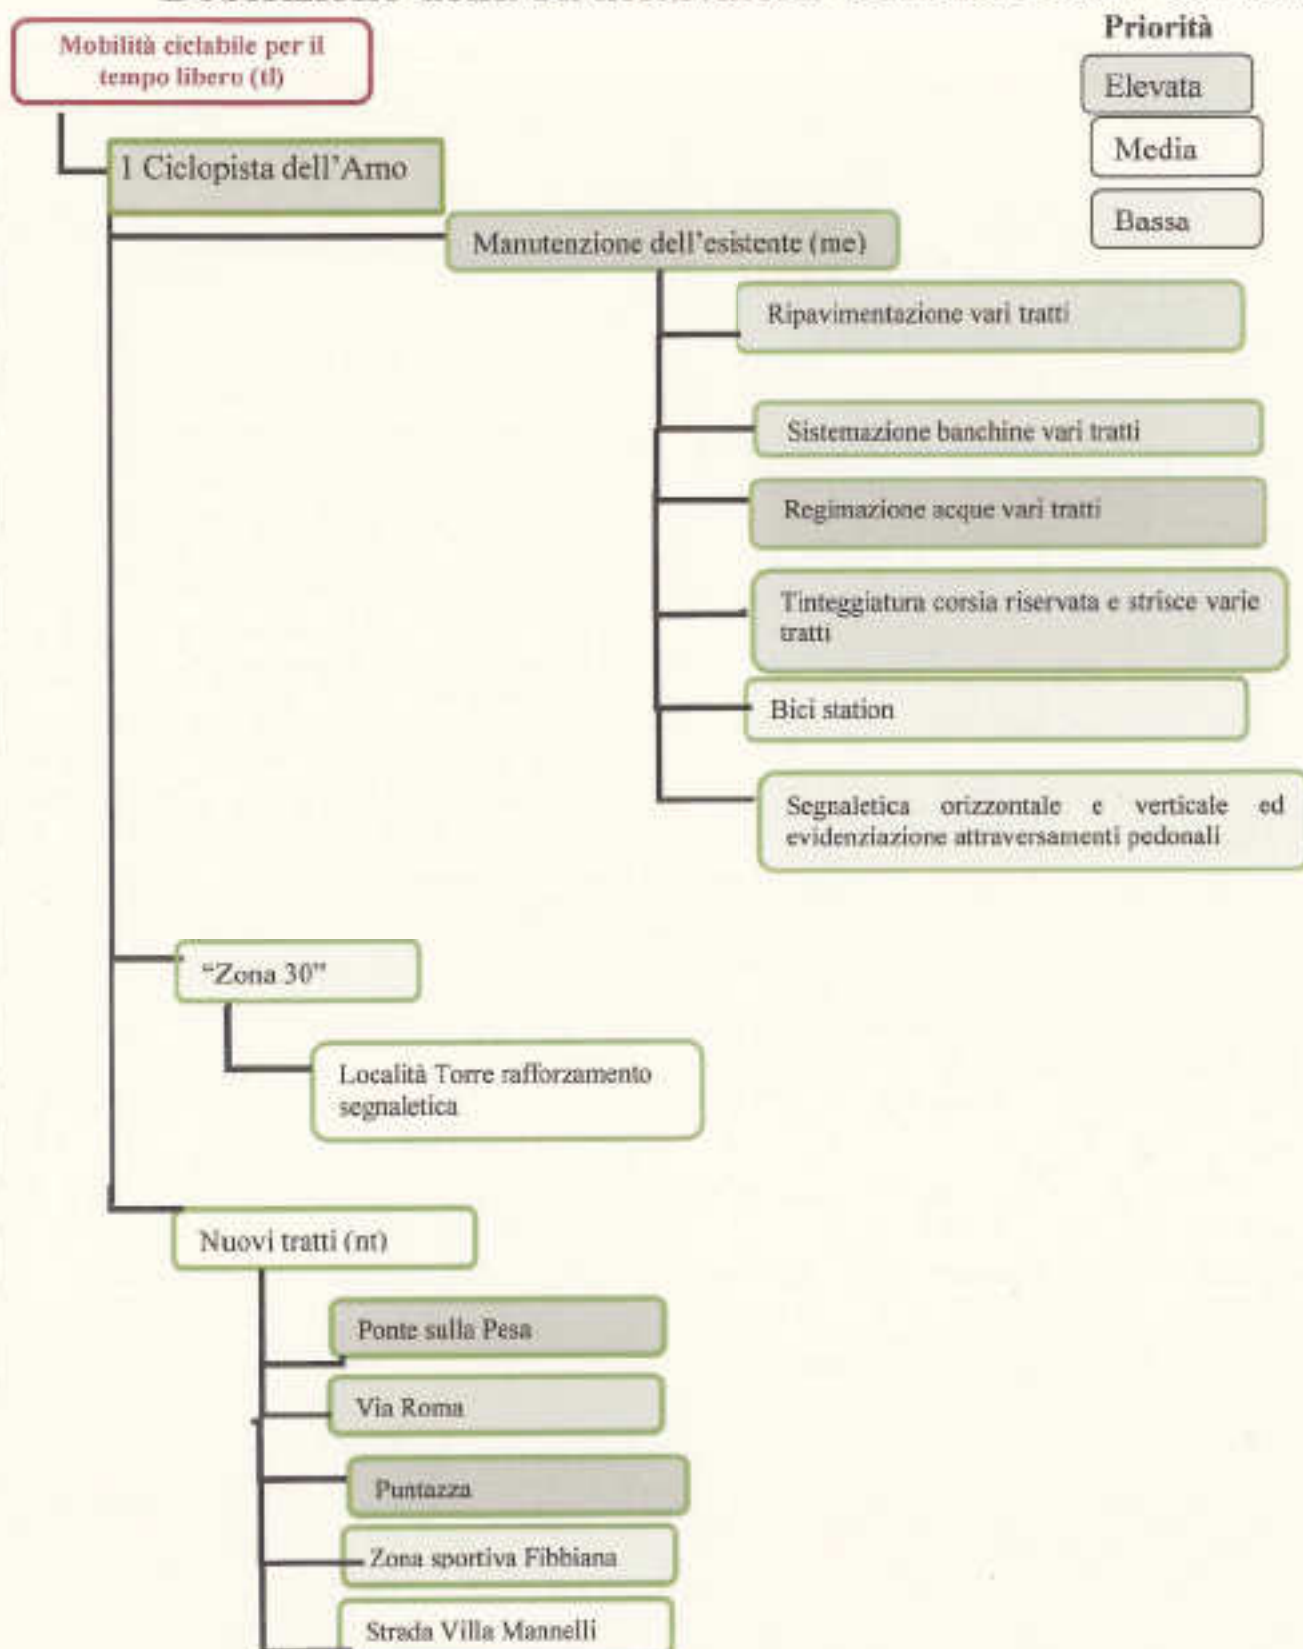 Priorità
Mobilità ciclabile per il
tempo libero (tl)
Elevata
Media
Bassa
1 Ciclopista dell'Arno
Manutenzione dell'esistente (me)
Ripavimentazione vari tratti
Sistemazione banchine vari tratti
Regimazione acque vari tratti
Tinteggiatura corsia riservata e strisce varie
tratti
Bici station
Segnaletica orizzontale e verticale ed
evidenziazione attraversamenti pedonali
"Zona 30"
Località Torre rafforzamento
segnaletica
Nuovi tratti (nt)
Ponte sulla Pesa
Via Roma
Puntazza
Zona sportiva Fibbiana
Strada Villa Mannelli